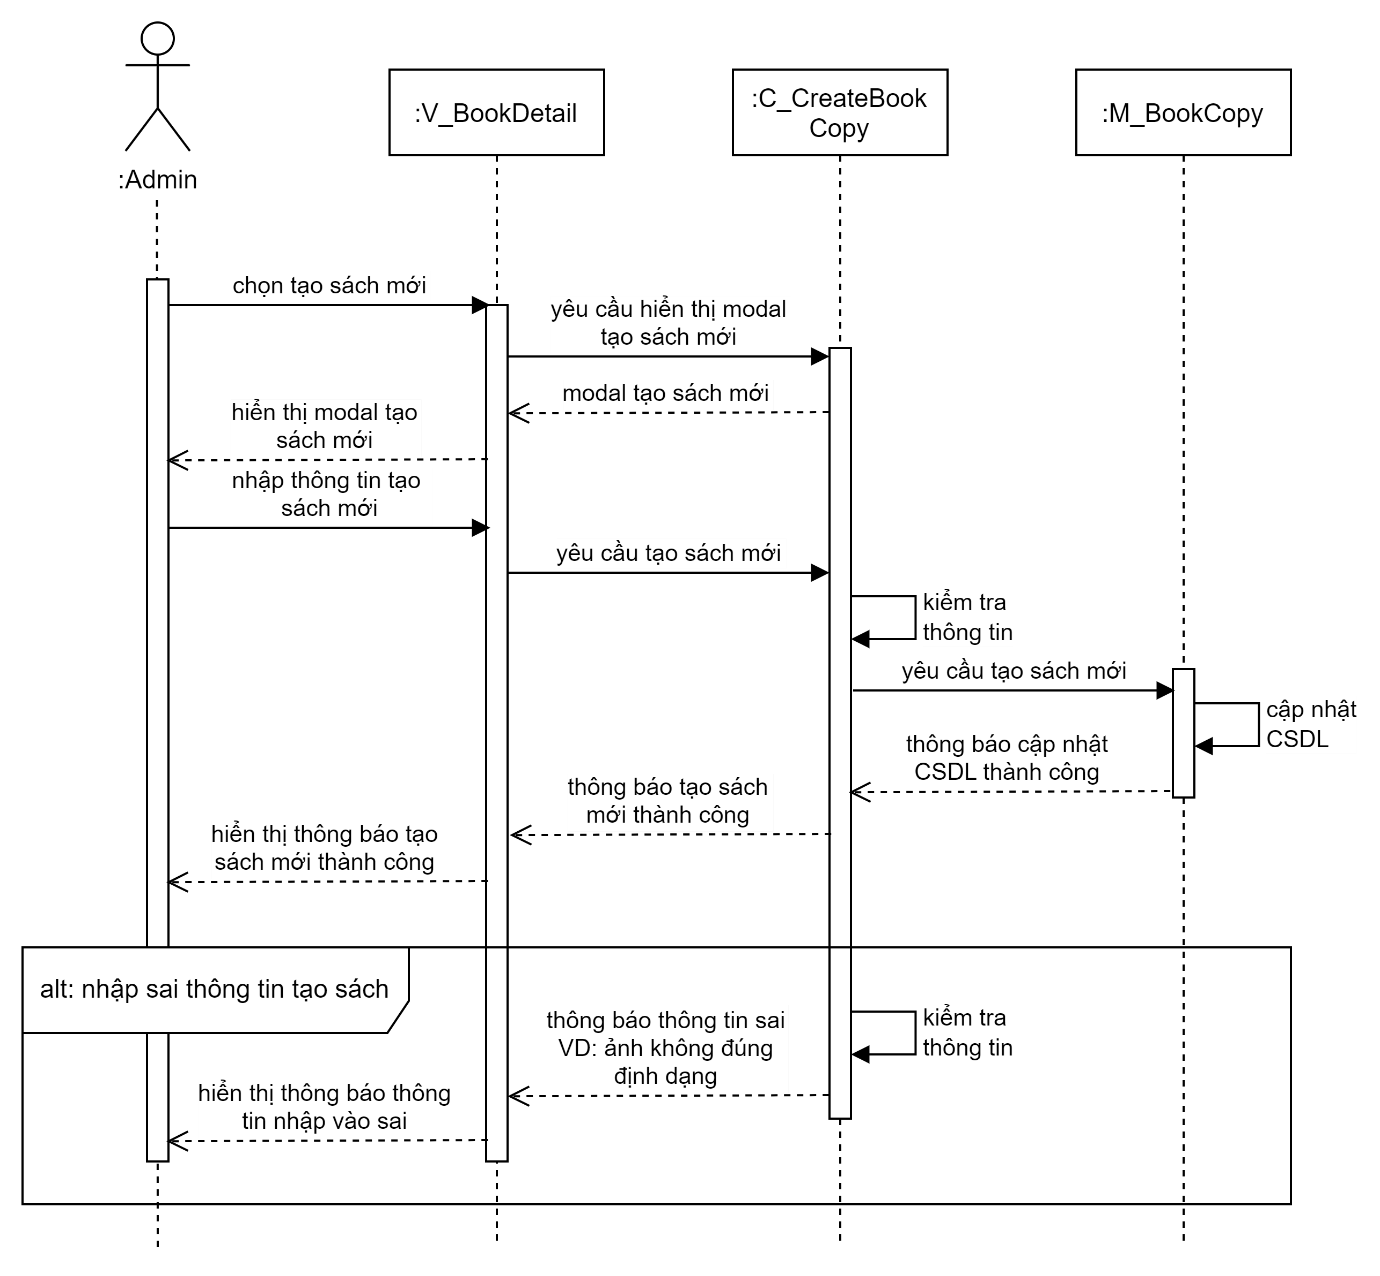 :Admin
:V_BookDetail
:C_CreateBook
Copy
:M_BookCopy
chọn tạo sách mới
yêu cầu hiển thị modal
tạo sách mới
modal tạo sách mới
hiển thị modal tạo
sách mới
nhập thông tin tạo
sách mới
yêu cầu tạo sách mới
kiểm tra
thông tin
yêu cầu tạo sách mới
cập nhật
CSDL
thông báo cập nhật
CSDL thành công
thông báo tạo sách
mới thành công
hiển thị thông báo tạo
sách mới thành công
alt: nhập sai thông tin tạo sách
kiểm tra
thông tin
thông báo thông tin sai
VD: ảnh không đúng
định dạng
hiển thị thông báo thông
tin nhập vào sai